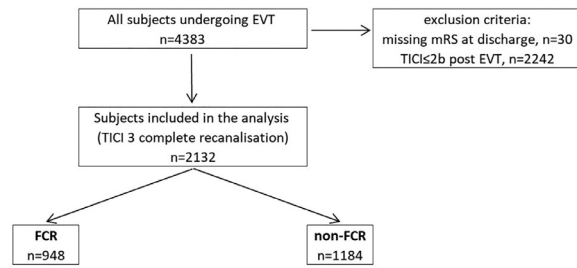 All subjects undergoing EVT
n=4383
exclusion criteria:
missing mRS at discharge, n=30
TICI≤2b post EVT, n=2242
Subjects included in the analysis
(TICI 3 complete recanalisation)
n=2132
FCR
n=948
non-FCR
n=1184